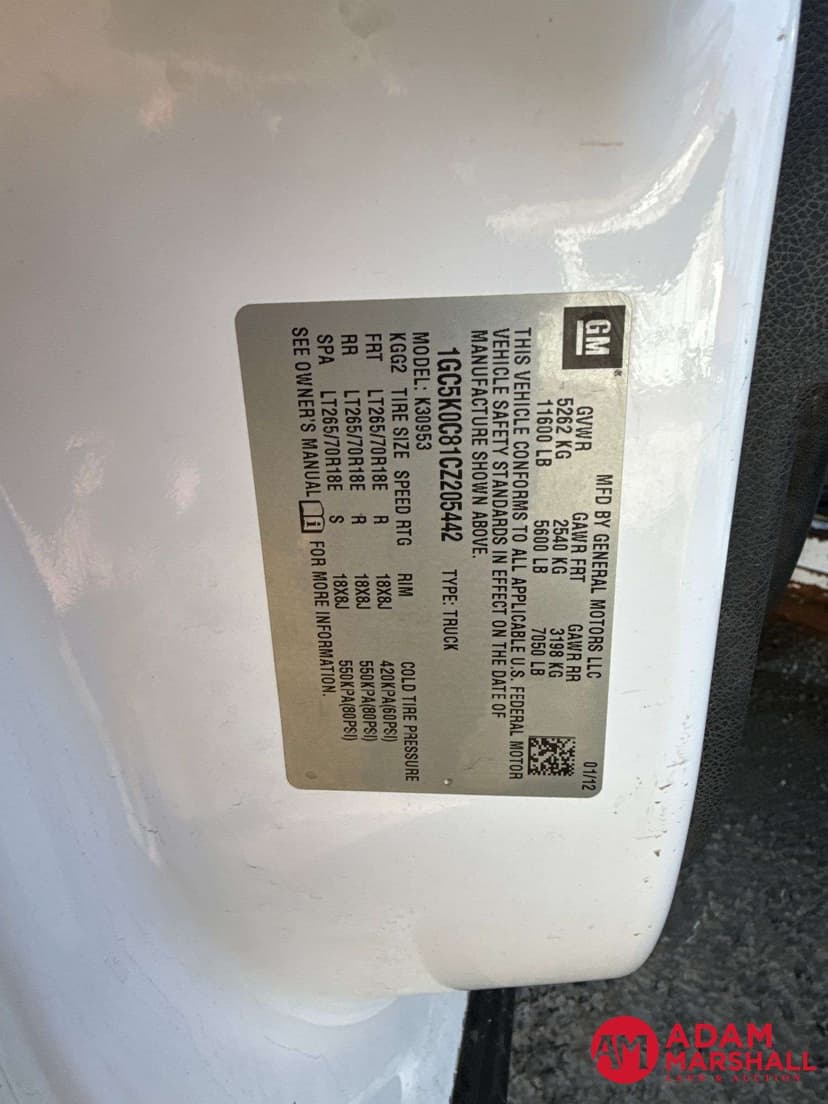 GM®
MFD BY GENERAL MOTORS LLC 01/12
GVWR GAWR FRT GAWR RR
5262 KG 2540 KG 3198 KG
11600 LB 5600 LB 7050 LB
THIS VEHICLE CONFORMS TO ALL APPLICABLE U.S. FEDERAL MOTOR
VEHICLE SAFETY STANDARDS IN EFFECT ON THE DATE OF
MANUFACTURE SHOWN ABOVE.
1GC5K0C81CZ205442 TYPE: TRUCK
MODEL: K30953
KGG2 TIRE SIZE SPEED RTG RIM COLD TIRE PRESSURE
FRT LT265/70R18E R 18X8J 420KPA(60PSI)
RR LT265/70R18E R 18X8J 550KPA(80PSI)
SPA LT265/70R18E S 18X8J 550KPA(80PSI)
SEE OWNER'S MANUAL i FOR MORE INFORMATION.
AM ADAM
MARSHALL
LAND & AUCTION